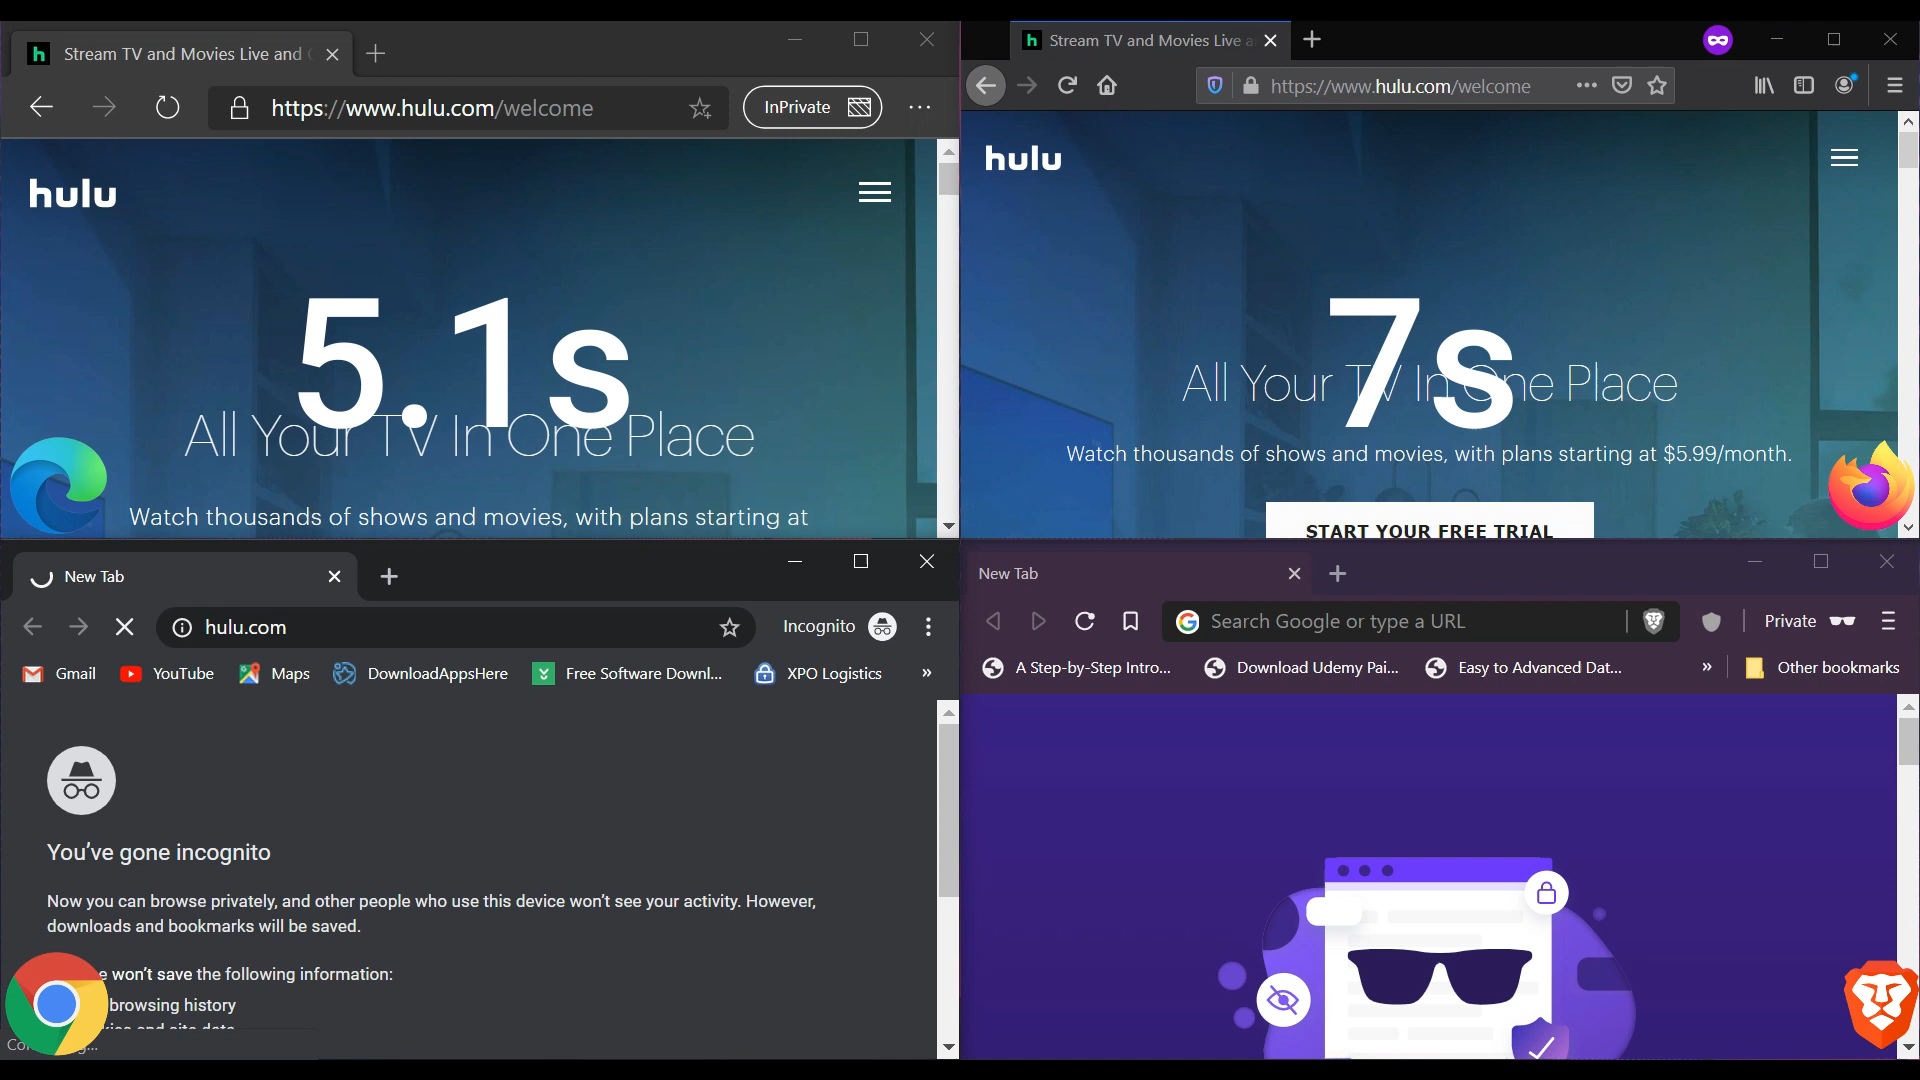 Stream TV and Movies Live and
https://www.hulu.com/welcome
InPrivate
hulu
5.1s
All Your TV In One Place
Watch thousands of shows and movies, with plans starting at
Stream TV and Movies Live
https://www.hulu.com/welcome
hulu
7s
All Your TV In One Place
Watch thousands of shows and movies, with plans starting at $5.99/month.
START YOUR FREE TRIAL
New Tab
hulu.com
Incognito
Gmail
YouTube
Maps
DownloadAppsHere
Free Software Downl...
XPO Logistics
»
You've gone incognito
Now you can browse privately, and other people who use this device won't see your activity. However,
downloads and bookmarks will be saved.
won't save the following information:
browsing history
and site data
New Tab
Search Google or type a URL
Private
A Step-by-Step Intro...
Download Udemy Pai...
Easy to Advanced Dat...
»
Other bookmarks